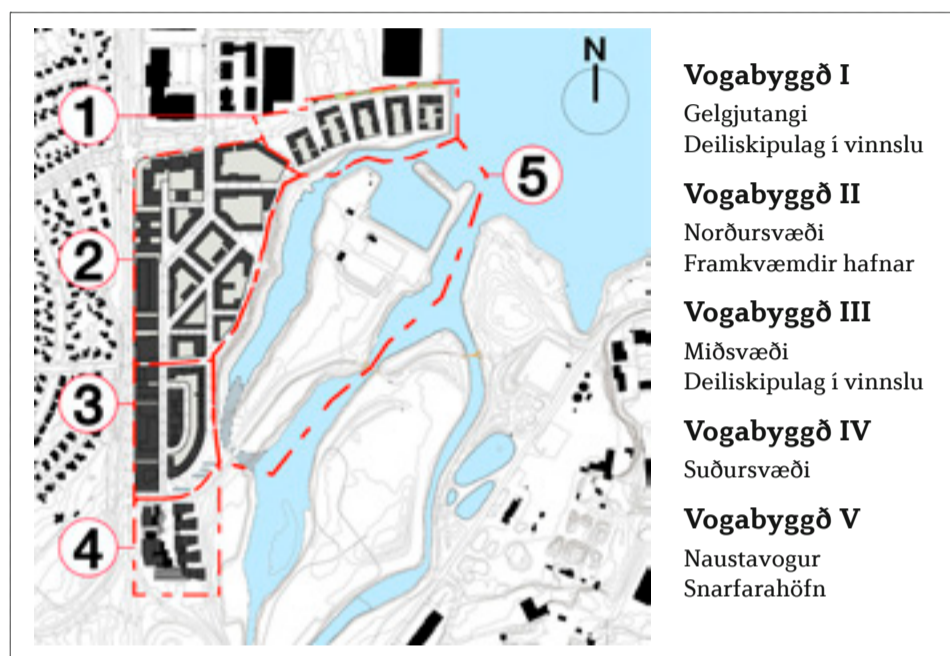 N
1
2
3
4
5
Vogabyggð I
Gelgjutangi
Deiliskipulag í vinnslu
Vogabyggð II
Norðursvæði
Framkvæmdir hafnar
Vogabyggð III
Miðsvæði
Deiliskipulag í vinnslu
Vogabyggð IV
Suðursvæði
Vogabyggð V
Naustavogur
Snarfarahöfn